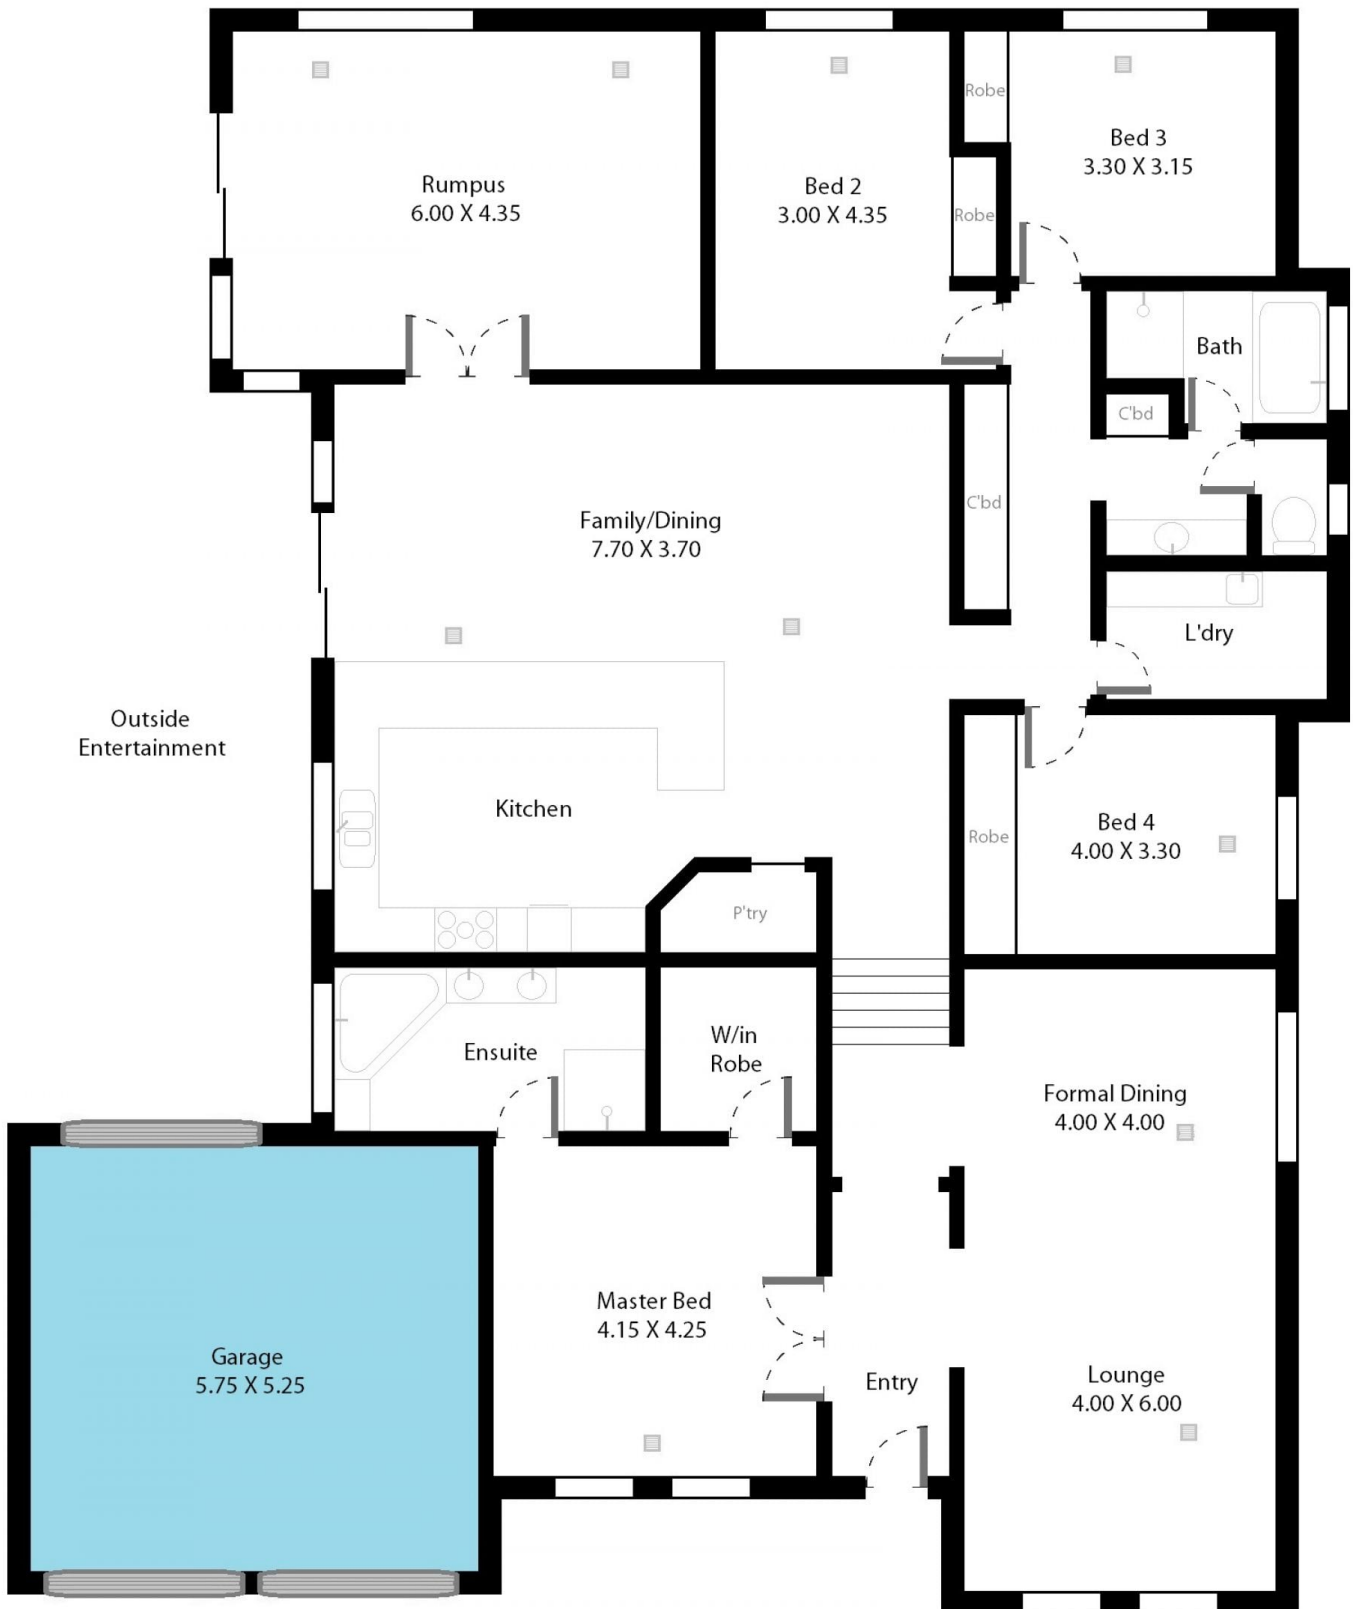 Robe
Bed 3
3.30 X 3.15
Rumpus
6.00 X 4.35
Bed 2
3.00 X 4.35
Robe
Bath
C'bd
C'bd
Family/Dining
7.70 X 3.70
L'dry
Outside
Entertainment
Kitchen
Bed 4
4.00 X 3.30
Robe
P'try
W/in
Robe
Ensuite
Formal Dining
4.00 X 4.00
Master Bed
4.15 X 4.25
Garage
5.75 X 5.25
Entry
Lounge
4.00 X 6.00